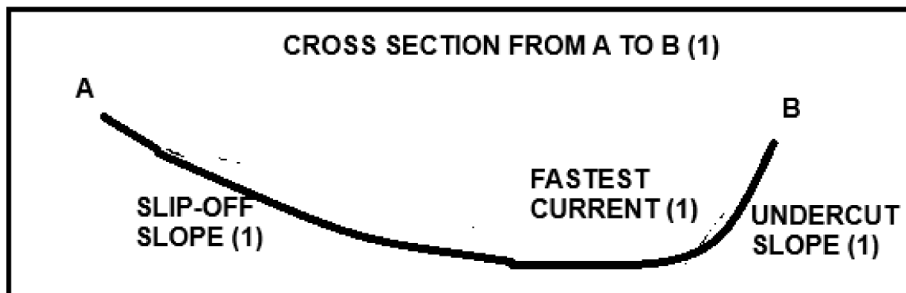 CROSS SECTION FROM A TO B (1)
A
B
SLIP-OFF
SLOPE (1)
FASTEST
CURRENT (1)
UNDERCUT
SLOPE (1)